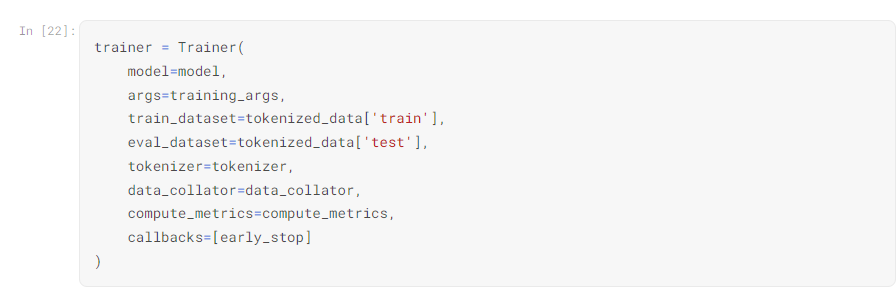 In [22]:
trainer = Trainer(
    model=model,
    args=training_args,
    train_dataset=tokenized_data['train'],
    eval_dataset=tokenized_data['test'],
    tokenizer=tokenizer,
    data_collator=data_collator,
    compute_metrics=compute_metrics,
    callbacks=[early_stop]
)